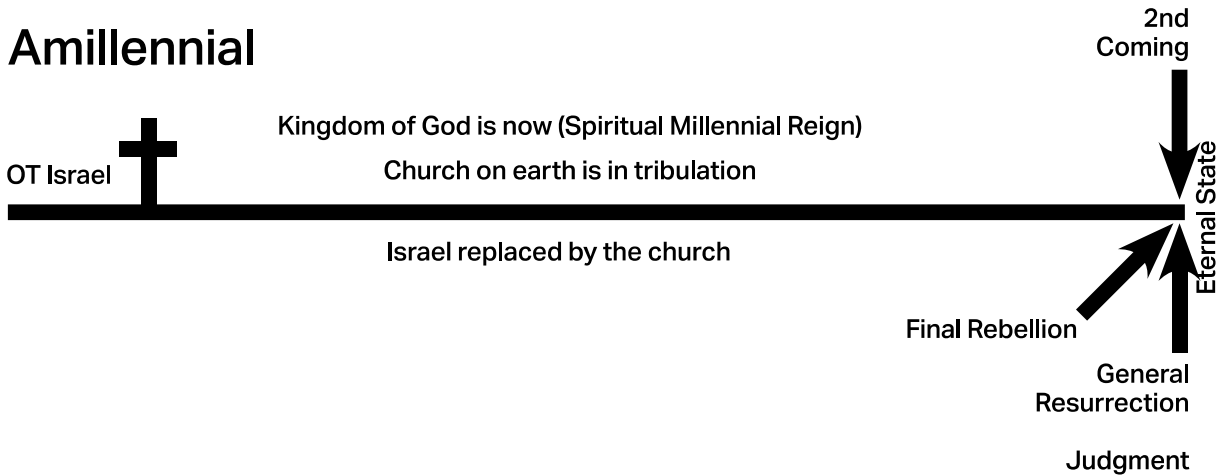 Amillennial
2nd
Coming
Kingdom of God is now (Spiritual Millennial Reign)
OT Israel
Church on earth is in tribulation
Israel replaced by the church
Eternal State
Final Rebellion
General
Resurrection
Judgment